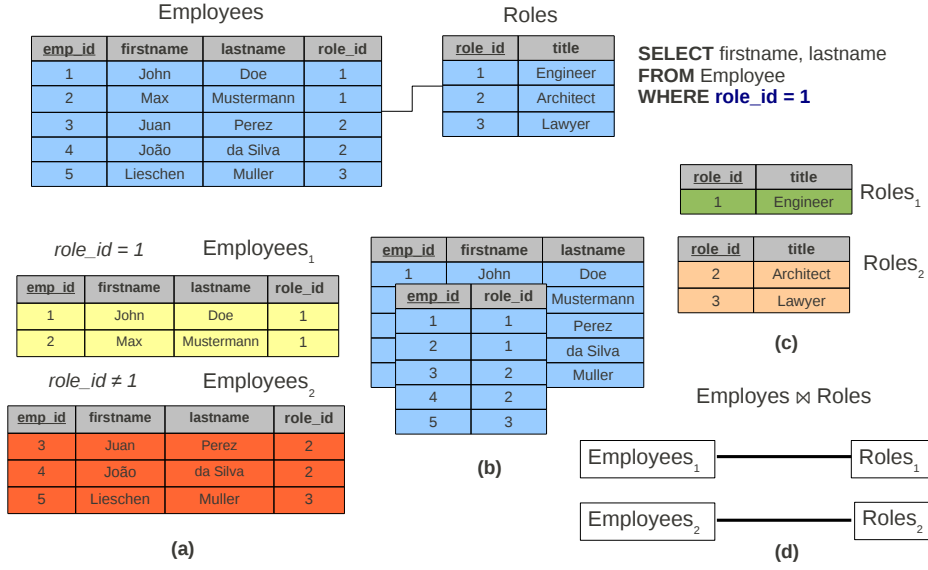 Employees
emp_id firstname lastname role_id
1 John Doe 1
2 Max Mustermann 1
3 Juan Perez 2
4 João da Silva 2
5 Lieschen Muller 3
Roles
role_id title
1 Engineer
2 Architect
3 Lawyer
SELECT firstname, lastname
FROM Employee
WHERE role_id = 1
role_id = 1 Employees1
emp_id firstname lastname role_id
1 John Doe 1
2 Max Mustermann 1
role_id ≠ 1 Employees2
emp_id firstname lastname role_id
3 Juan Perez 2
4 João da Silva 2
5 Lieschen Muller 3
(a)
emp_id firstname lastname
1 John Doe
Mustermann
Perez
da Silva
Muller
emp_id role_id
1 1
2 1
3 2
4 2
5 3
(b)
role_id title
1 Engineer
Roles1
role_id title
2 Architect
3 Lawyer
Roles2
(c)
Employes ⋈ Roles
Employees1 Roles1
Employees2 Roles2
(d)